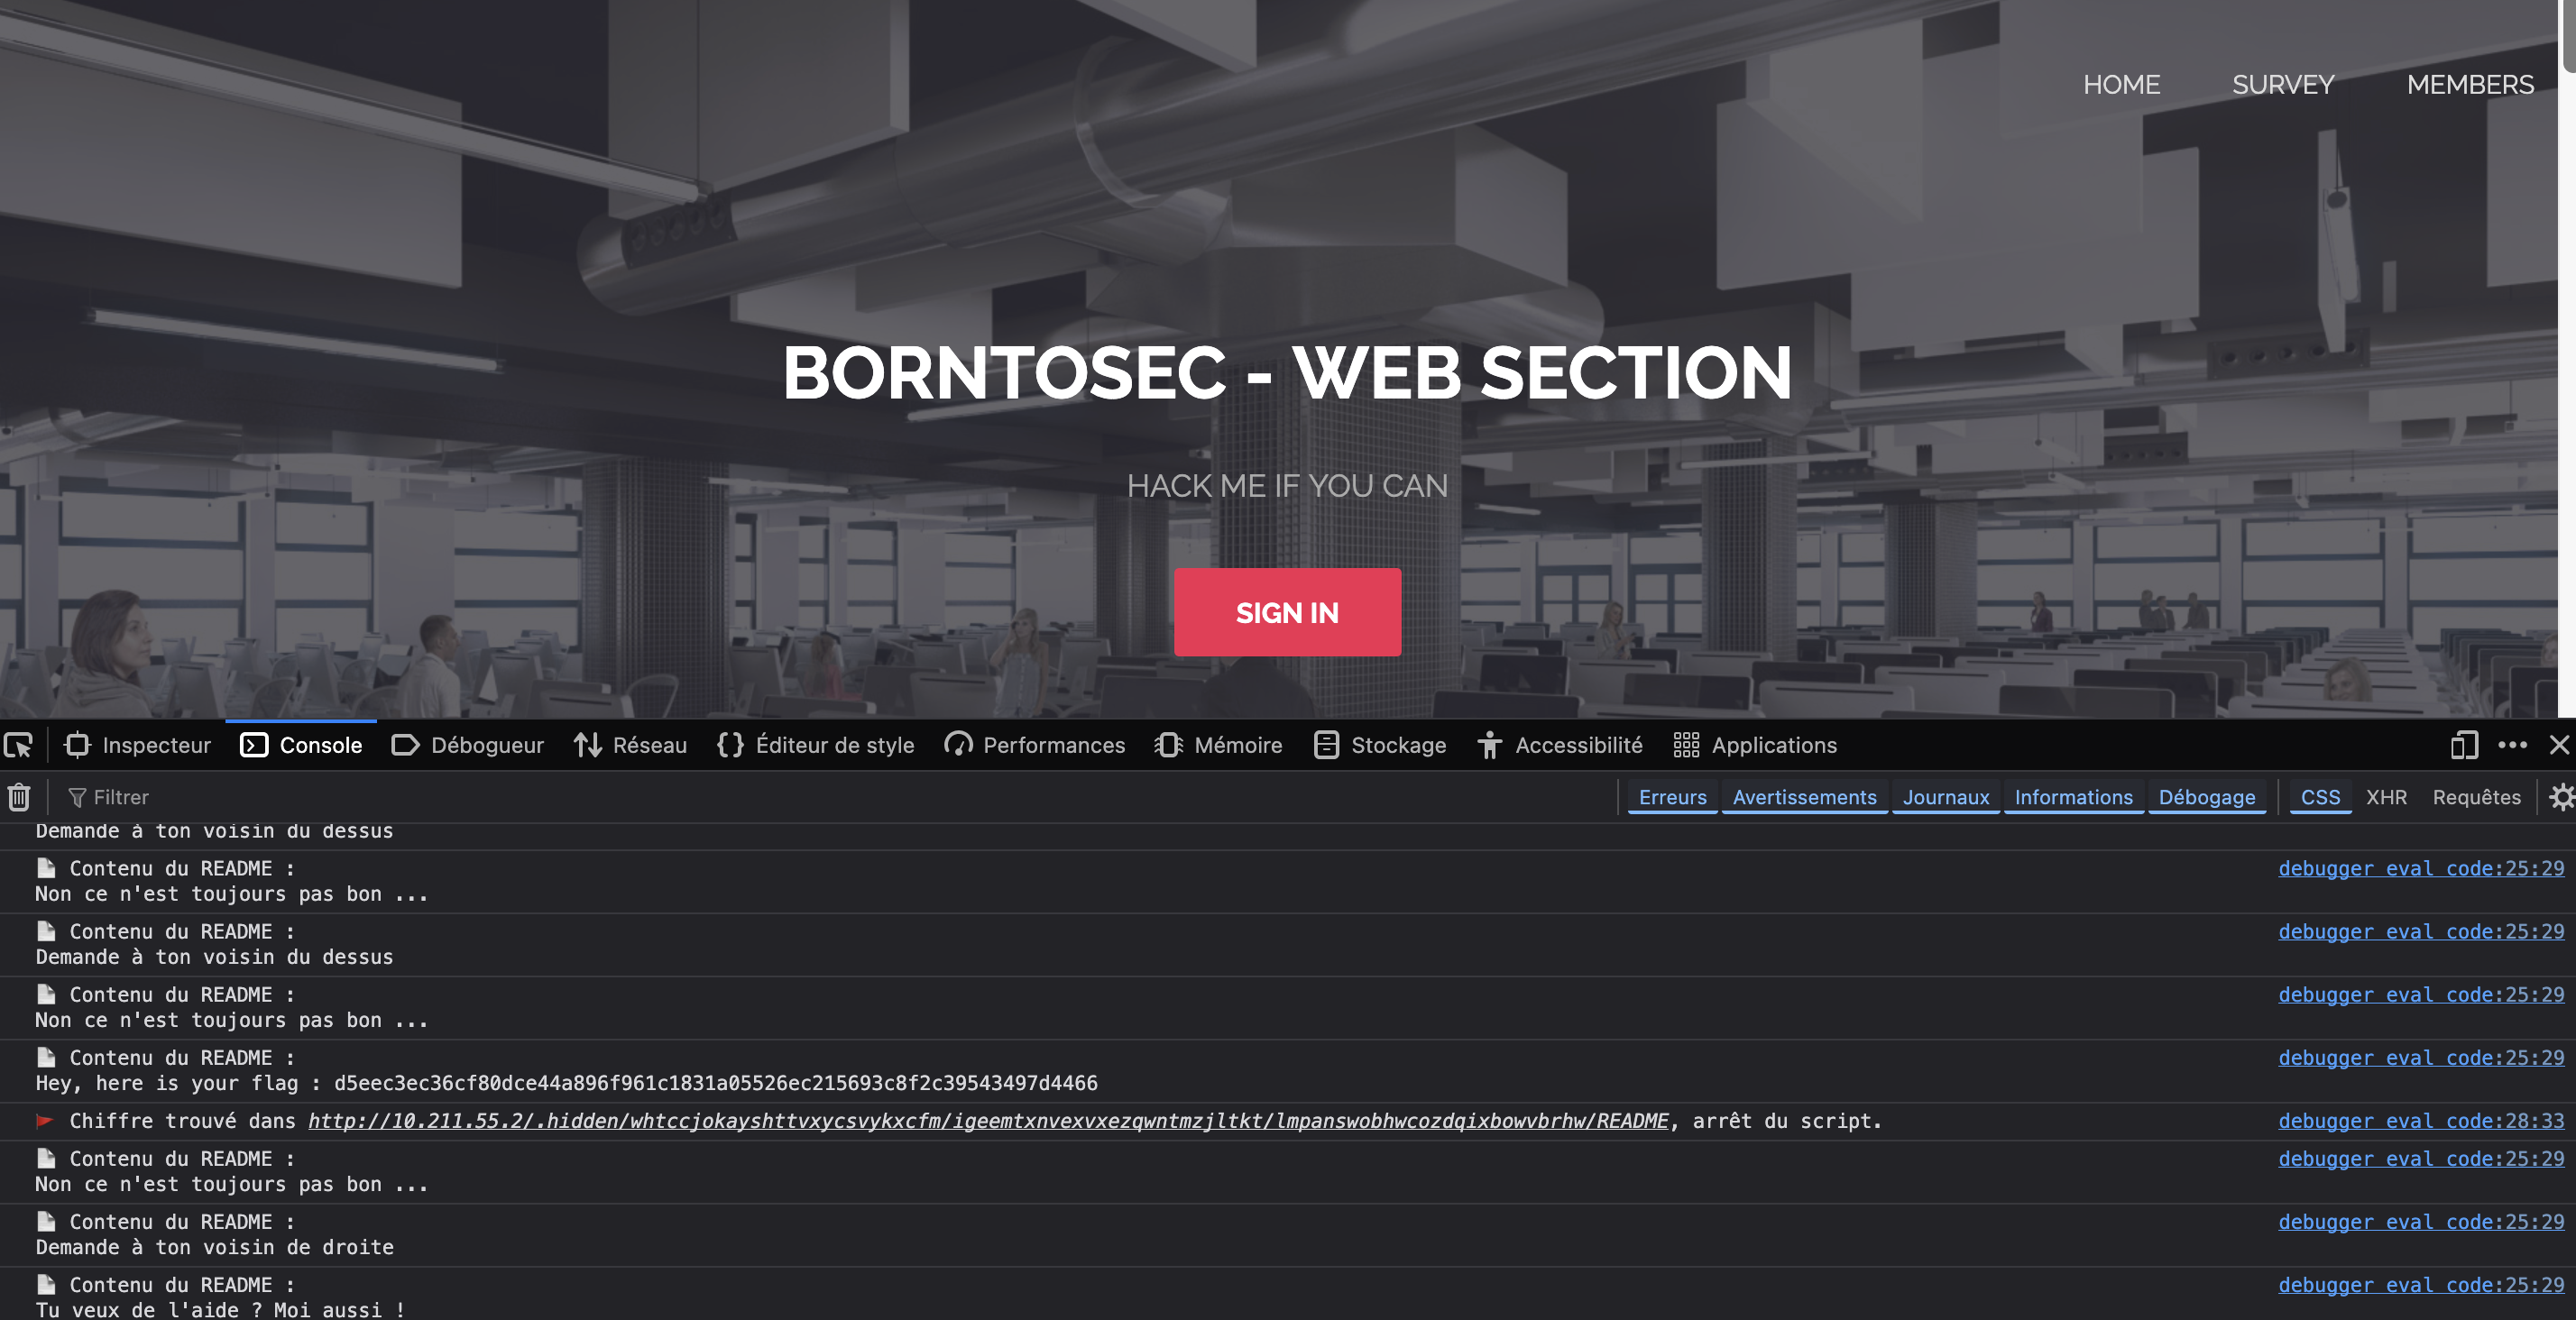 HOME SURVEY MEMBERS
BORNTOSEC - WEB SECTION
HACK ME IF YOU CAN
SIGN IN
Inspecteur Console Débogueur Réseau Éditeur de style Performances Mémoire Stockage Accessibilité Applications
Filtrer Erreurs Avertissements Journaux Informations Débogage CSS XHR Requêtes
Demande à ton voisin du dessus
Contenu du README : debugger eval code:25:29
Non ce n'est toujours pas bon ...
Contenu du README : debugger eval code:25:29
Demande à ton voisin du dessus
Contenu du README : debugger eval code:25:29
Non ce n'est toujours pas bon ...
Contenu du README : debugger eval code:25:29
Hey, here is your flag : d5eec3ec36cf80dce44a896f961c1831a05526ec215693c8f2c39543497d4466
Chiffre trouvé dans http://10.211.55.2/.hidden/whtccjokayshttvxycsvykxcfm/igeemtxnvexvxezqwntmzjltkt/lmpanswobhwcozdqixbowvbrhw/README, arrêt du script. debugger eval code:28:33
Contenu du README : debugger eval code:25:29
Non ce n'est toujours pas bon ...
Contenu du README : debugger eval code:25:29
Demande à ton voisin de droite
Contenu du README : debugger eval code:25:29
Tu veux de l'aide ? Moi aussi !